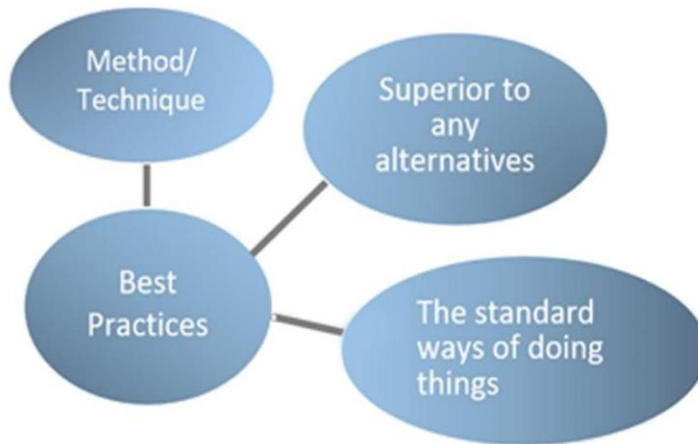 Method/
Technique
Superior to
any
alternatives
Best
Practices
The standard
ways of doing
things